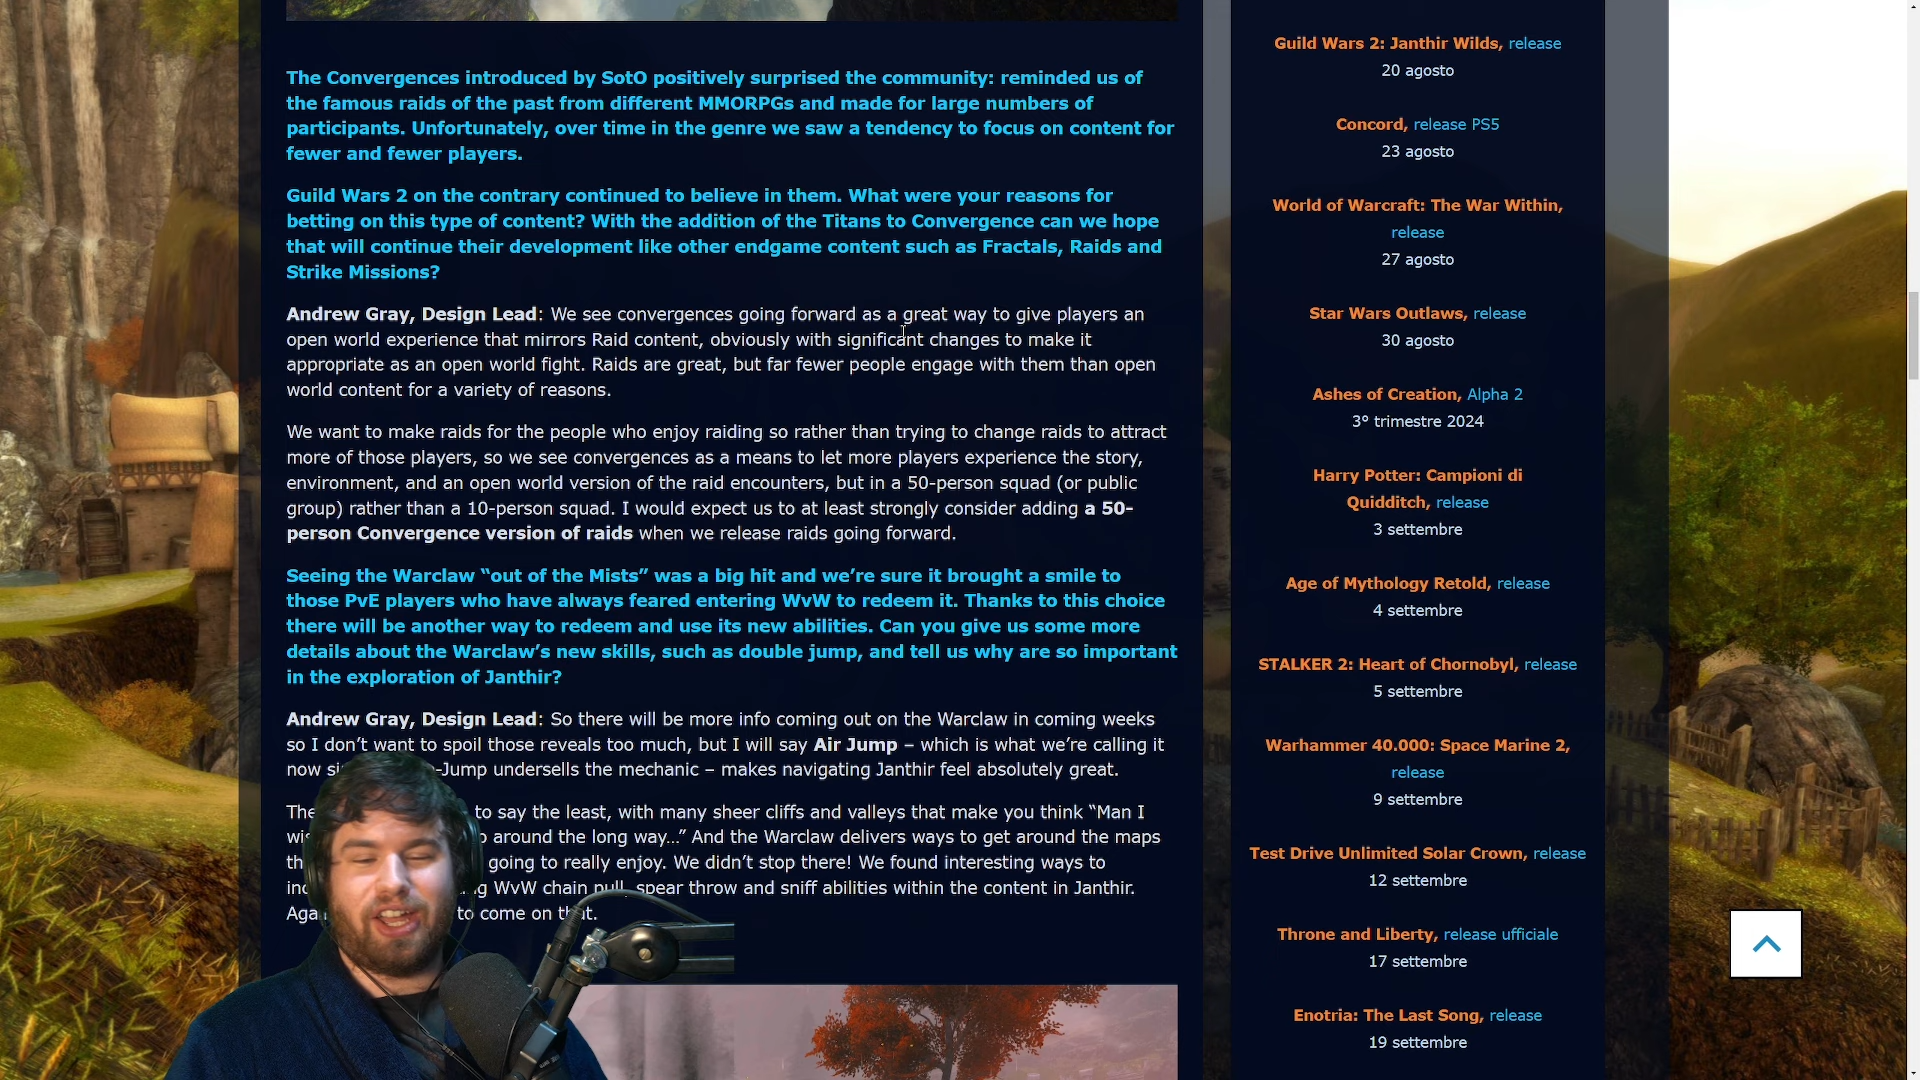 The Convergences introduced by SotO positively surprised the community: reminded us of
the famous raids of the past from different MMORPGs and made for large numbers of
participants. Unfortunately, over time in the genre we saw a tendency to focus on content for
fewer and fewer players.
Guild Wars 2 on the contrary continued to believe in them. What were your reasons for
betting on this type of content? With the addition of the Titans to Convergence can we hope
that will continue their development like other endgame content such as Fractals, Raids and
Strike Missions?
Andrew Gray, Design Lead: We see convergences going forward as a great way to give players an
open world experience that mirrors Raid content, obviously with significant changes to make it
appropriate as an open world fight. Raids are great, but far fewer people engage with them than open
world content for a variety of reasons.
We want to make raids for the people who enjoy raiding so rather than trying to change raids to attract
more of those players, so we see convergences as a means to let more players experience the story,
environment, and an open world version of the raid encounters, but in a 50-person squad (or public
group) rather than a 10-person squad. I would expect us to at least strongly consider adding a 50-
person Convergence version of raids when we release raids going forward.
Seeing the Warclaw “out of the Mists” was a big hit and we’re sure it brought a smile to
those PvE players who have always feared entering WvW to redeem it. Thanks to this choice
there will be another way to redeem and use its new abilities. Can you give us some more
details about the Warclaw’s new skills, such as double jump, and tell us why are so important
in the exploration of Janthir?
Andrew Gray, Design Lead: So there will be more info coming out on the Warclaw in coming weeks
so I don’t want to spoil those reveals too much, but I will say Air Jump – which is what we’re calling it
now -Jump undersells the mechanic – makes navigating Janthir feel absolutely great.
to say the least, with many sheer cliffs and valleys that make you think “Man I
around the long way…” And the Warclaw delivers ways to get around the maps
going to really enjoy. We didn’t stop there! We found interesting ways to
WvW chain pull, spear throw and sniff abilities within the content in Janthir.
to come on that.
Guild Wars 2: Janthir Wilds, release
20 agosto
Concord, release PS5
23 agosto
World of Warcraft: The War Within,
release
27 agosto
Star Wars Outlaws, release
30 agosto
Ashes of Creation, Alpha 2
3° trimestre 2024
Harry Potter: Campioni di
Quidditch, release
3 settembre
Age of Mythology Retold, release
4 settembre
STALKER 2: Heart of Chornobyl, release
5 settembre
Warhammer 40.000: Space Marine 2,
release
9 settembre
Test Drive Unlimited Solar Crown, release
12 settembre
Throne and Liberty, release ufficiale
17 settembre
Enotria: The Last Song, release
19 settembre